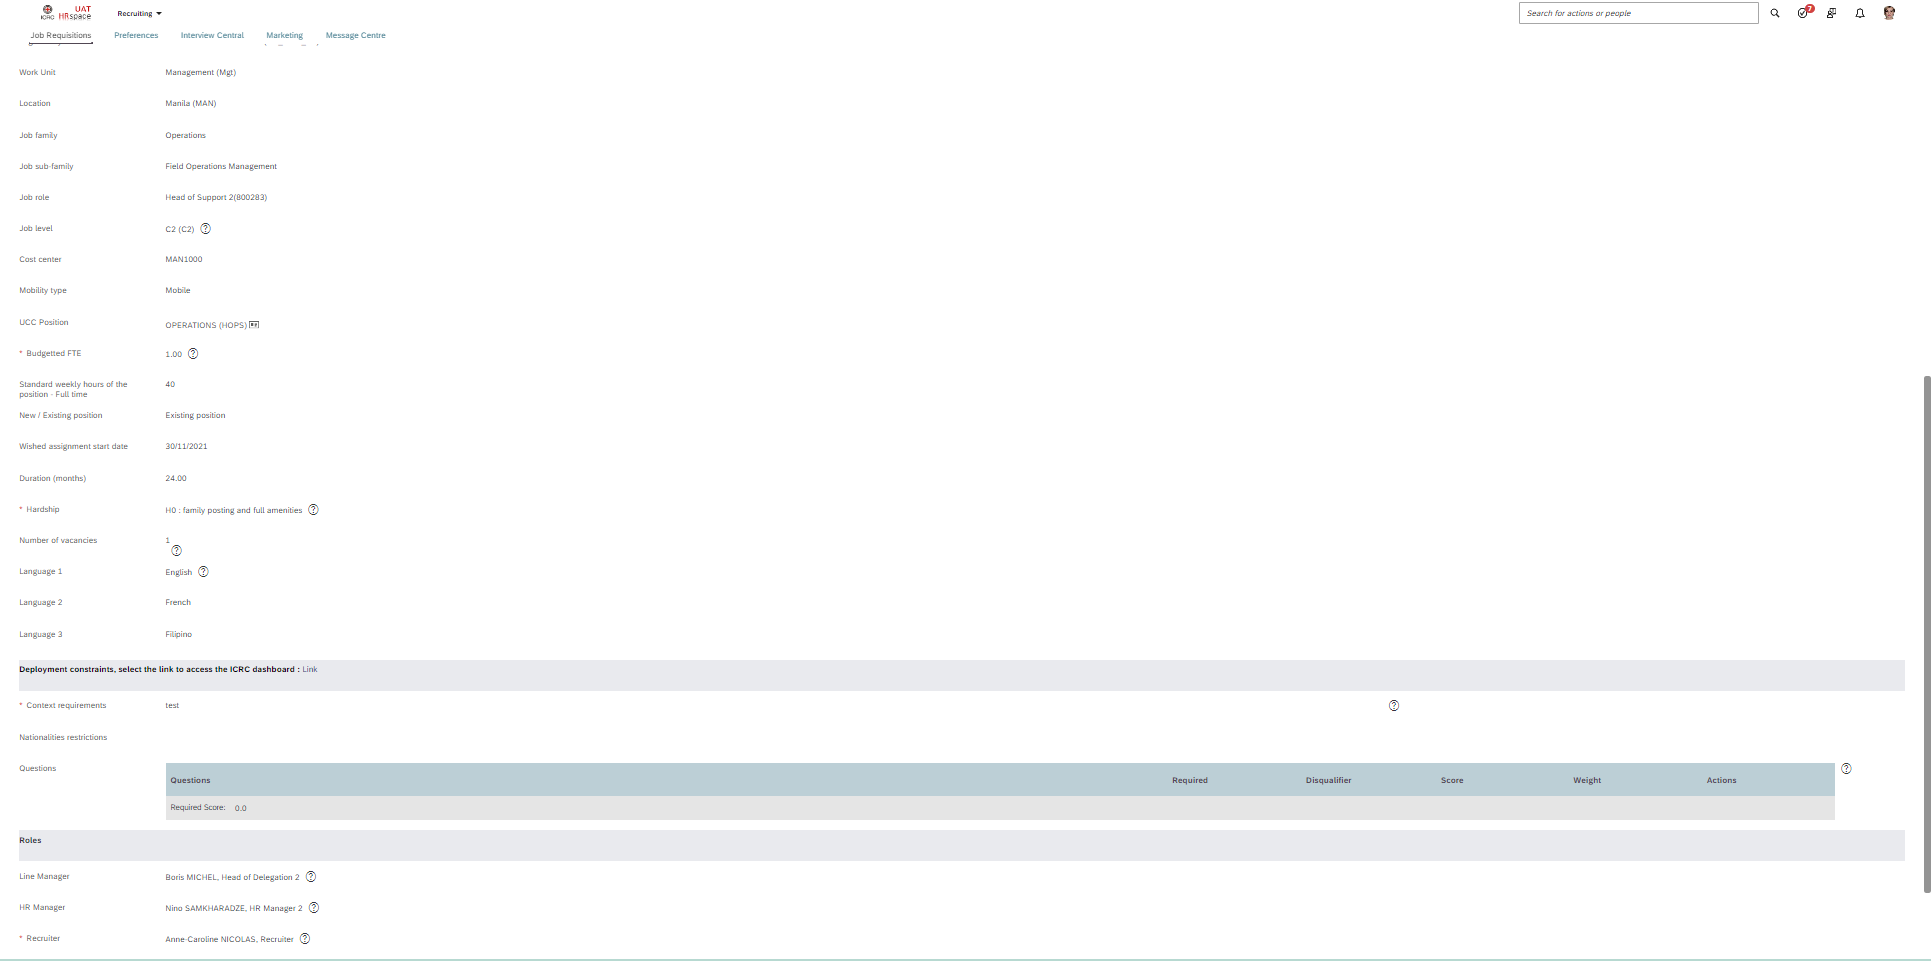 ICRC
UAT
HRspace
Recruiting
Search for actions or people
7
Job Requisitions
Preferences
Interview Central
Marketing
Message Centre
Work Unit
Management (Mgt)
Location
Manila (MAN)
Job family
Operations
Job sub-family
Field Operations Management
Job role
Head of Support 2(800283)
Job level
C2 (C2) ?
Cost center
MAN1000
Mobility type
Mobile
UCC Position
OPERATIONS (HOPS)
* Budgetted FTE
1.00 ?
Standard weekly hours of the
position - Full time
40
New / Existing position
Existing position
Wished assignment start date
30/11/2021
Duration (months)
24.00
* Hardship
H0 : family posting and full amenities ?
Number of vacancies
1
?
Language 1
English ?
Language 2
French
Language 3
Filipino
Deployment constraints, select the link to access the ICRC dashboard : Link
* Context requirements
test
?
Nationalities restrictions
Questions
Questions
Required
Disqualifier
Score
Weight
Actions
?
Required Score: 0.0
Roles
Line Manager
Boris MICHEL, Head of Delegation 2 ?
HR Manager
Nino SAMKHARADZE, HR Manager 2 ?
* Recruiter
Anne-Caroline NICOLAS, Recruiter ?